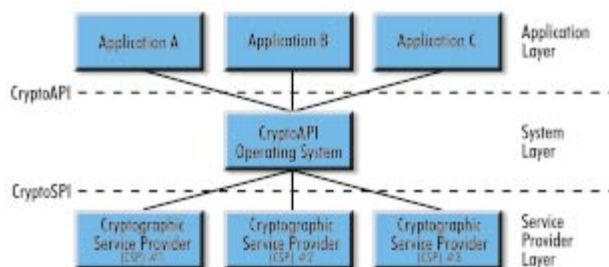 Application A
Application B
Application C
Application
Layer
CryptoAPI
CryptoAPI
Operating System
System
Layer
CryptoSPI
Cryptographic
Service Provider
(CSP) #1
Cryptographic
Service Provider
(CSP) #2
Cryptographic
Service Provider
(CSP) #3
Service
Provider
Layer